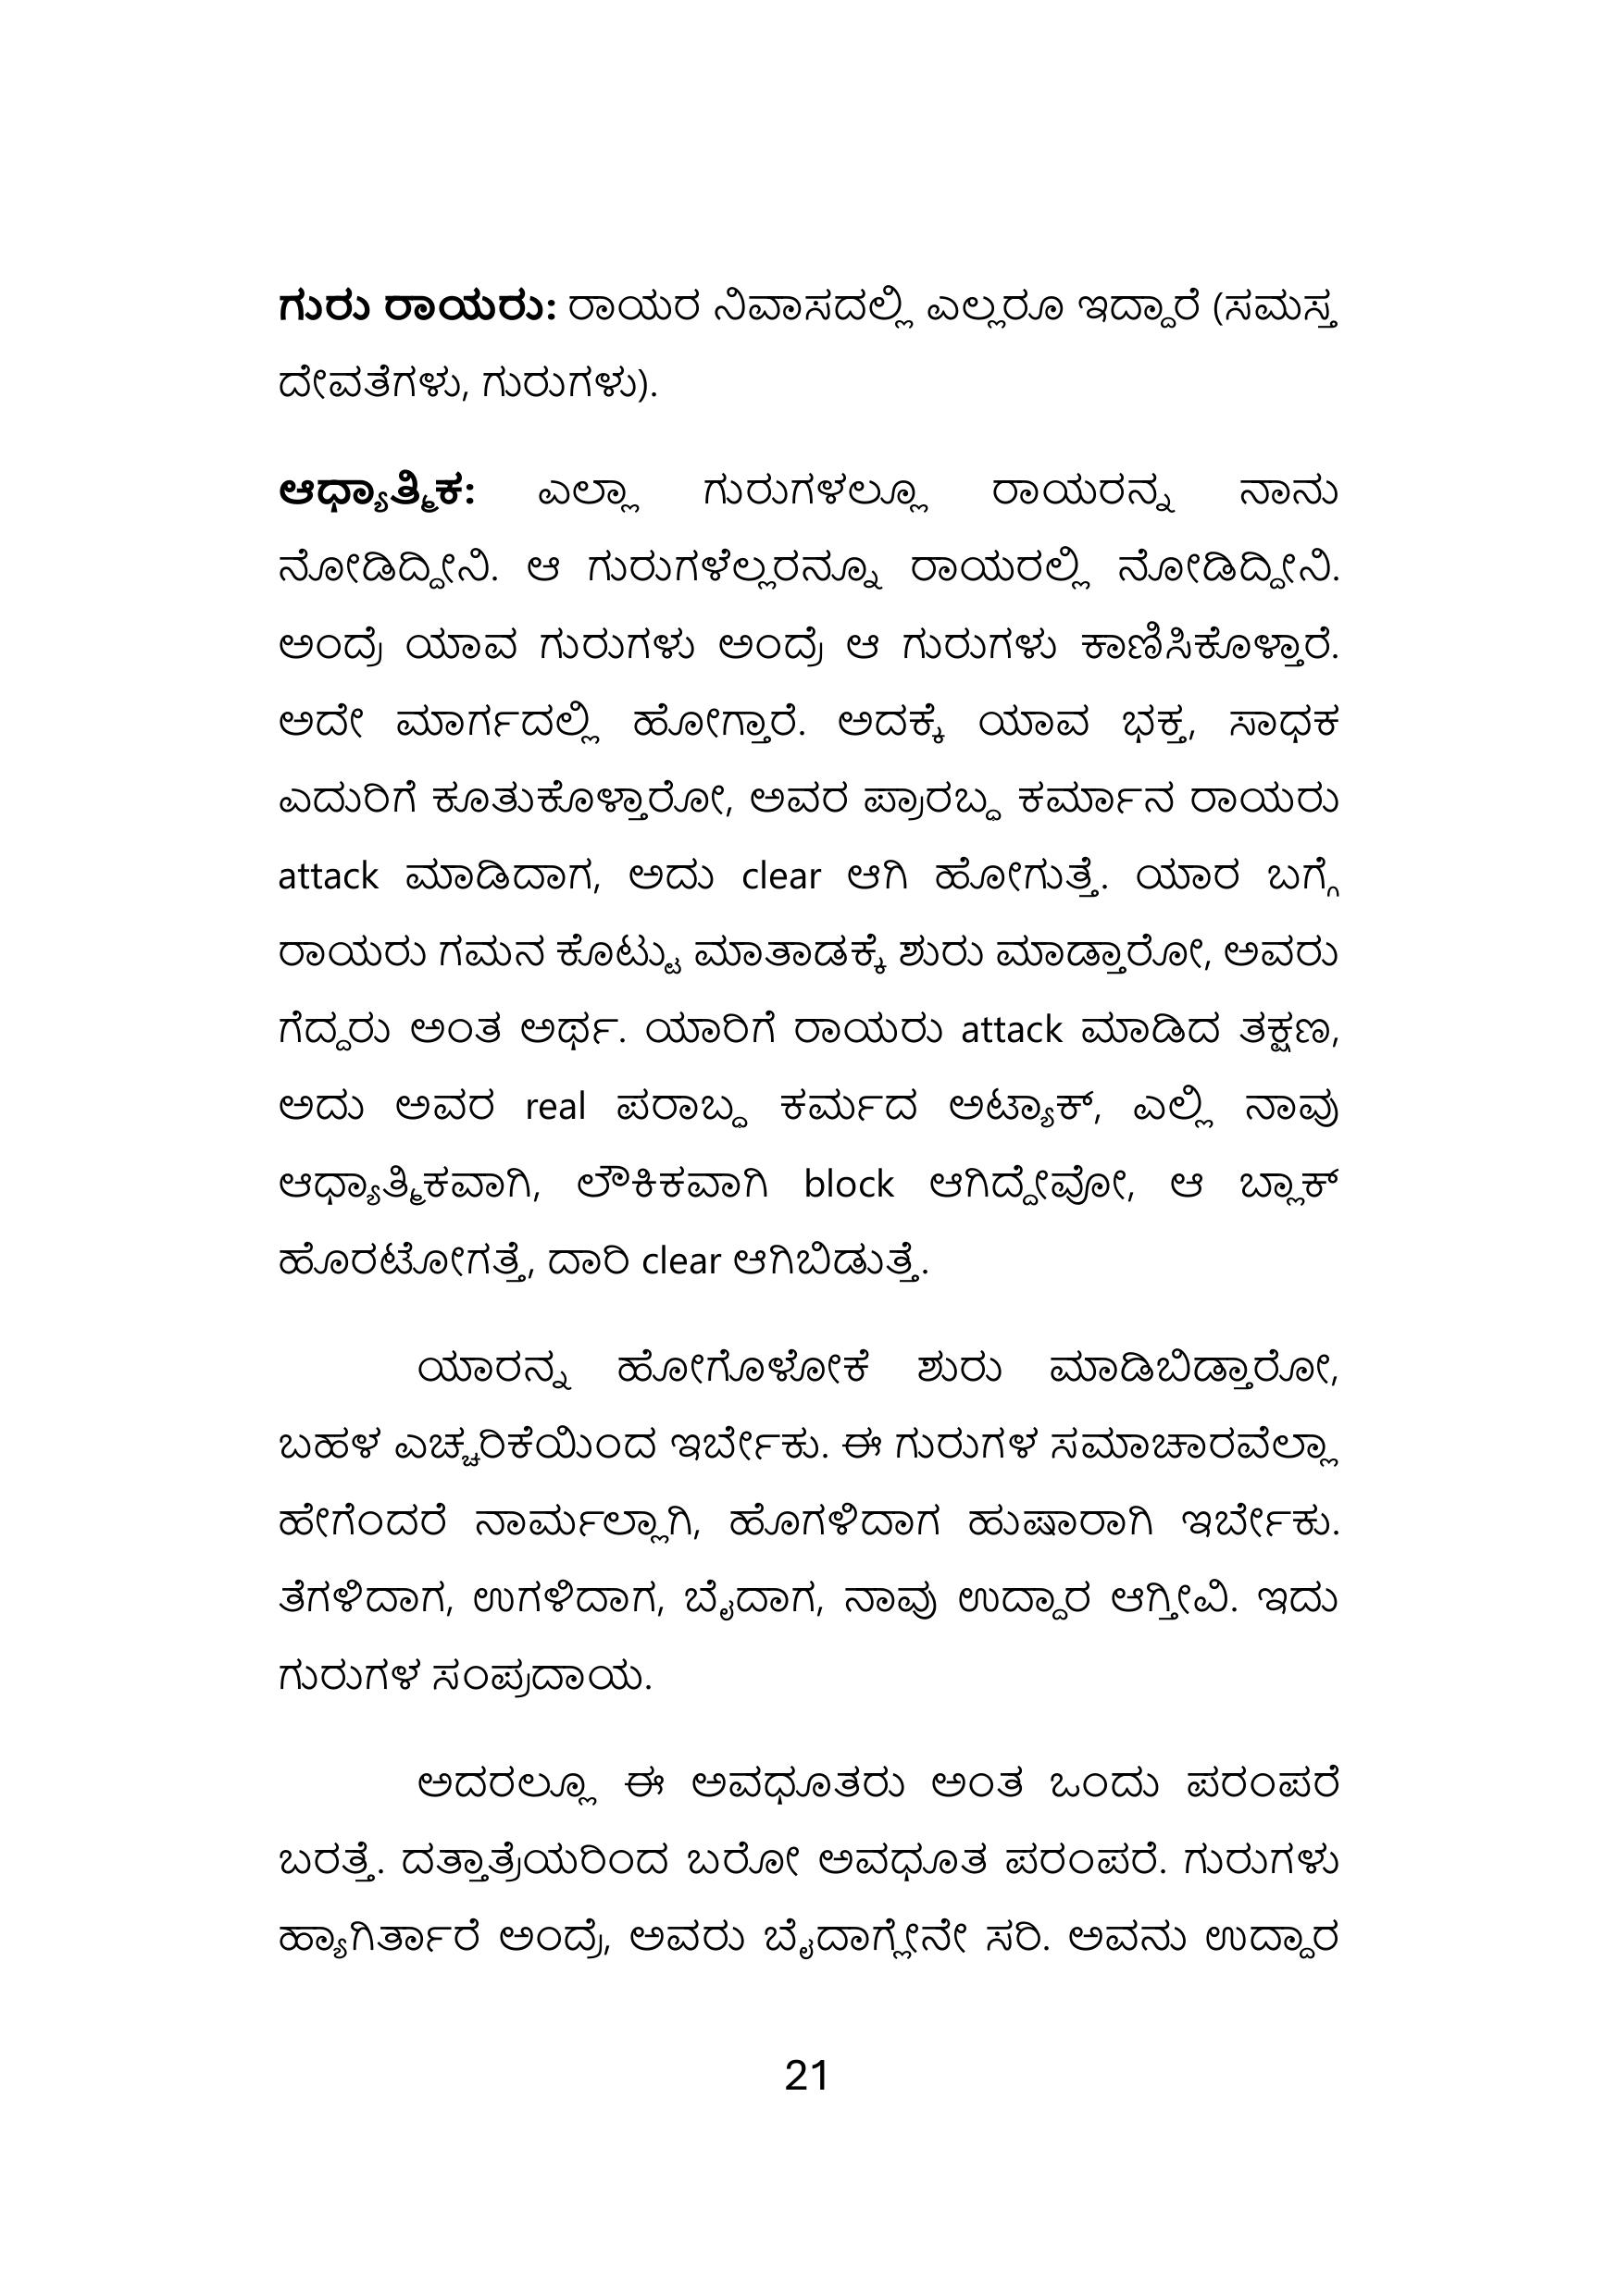 ಗುರು ರಾಯರು: ರಾಯರ ನಿವಾಸದಲ್ಲಿ ಎಲ್ಲರೂ ಇದ್ದಾರೆ (ಸಮಸ್ತ
ದೇವತೆಗಳು, ಗುರುಗಳು).
ಆಧ್ಯಾತ್ಮಿಕ: ಎಲ್ಲಾ ಗುರುಗಳಲ್ಲೂ ರಾಯರನ್ನ ನಾನು
ನೋಡಿದ್ದೀನಿ. ಆ ಗುರುಗಳೆಲ್ಲರನ್ನೂ ರಾಯರಲ್ಲಿ ನೋಡಿದ್ದೀನಿ.
ಅಂದ್ರೆ ಯಾವ ಗುರುಗಳು ಅಂದ್ರೆ ಆ ಗುರುಗಳು ಕಾಣಿಸಿಕೊಳ್ತಾರೆ.
ಅದೇ ಮಾರ್ಗದಲ್ಲಿ ಹೋಗ್ತಾರೆ. ಅದಕ್ಕೆ ಯಾವ ಭಕ್ತ, ಸಾಧಕ
ಎದುರಿಗೆ ಕೂತುಕೊಳ್ತಾರೋ, ಅವರ ಪ್ರಾರಬ್ಧ ಕರ್ಮಾನ ರಾಯರು
attack ಮಾಡಿದಾಗ, ಅದು clear ಆಗಿ ಹೋಗುತ್ತೆ. ಯಾರ ಬಗ್ಗೆ
ರಾಯರು ಗಮನ ಕೊಟ್ಟು ಮಾತಾಡಕ್ಕೆ ಶುರು ಮಾಡ್ತಾರೋ, ಅವರು
ಗೆದ್ದರು ಅಂತ ಅರ್ಥ. ಯಾರಿಗೆ ರಾಯರು attack ಮಾಡಿದ ತಕ್ಷಣ,
ಅದು ಅವರ real ಪರಾಬ್ಧ ಕರ್ಮದ ಅಟ್ಯಾಕ್, ಎಲ್ಲಿ ನಾವು
ಆಧ್ಯಾತ್ಮಿಕವಾಗಿ, ಲೌಕಿಕವಾಗಿ block ಆಗಿದ್ದೇವೋ, ಆ ಬ್ಲಾಕ್
ಹೊರಟೋಗತ್ತೆ, ದಾರಿ clear ಆಗಿಬಿಡುತ್ತೆ.
ಯಾರನ್ನ ಹೋಗೊಳೋಕೆ ಶುರು ಮಾಡಿಬಿಡ್ತಾರೋ,
ಬಹಳ ಎಚ್ಚರಿಕೆಯಿಂದ ಇರ್ಬೇಕು. ಈ ಗುರುಗಳ ಸಮಾಚಾರವೆಲ್ಲಾ
ಹೇಗೆಂದರೆ ನಾರ್ಮಲ್ಲಾಗಿ, ಹೊಗಳಿದಾಗ ಹುಷಾರಾಗಿ ಇರ್ಬೇಕು.
ತೆಗಳಿದಾಗ, ಉಗಳಿದಾಗ, ಬೈದಾಗ, ನಾವು ಉದ್ದಾರ ಆಗ್ತೀವಿ. ಇದು
ಗುರುಗಳ ಸಂಪ್ರದಾಯ.
ಅದರಲ್ಲೂ ಈ ಅವಧೂತರು ಅಂತ ಒಂದು ಪರಂಪರೆ
ಬರತ್ತೆ. ದತ್ತಾತ್ರೆಯರಿಂದ ಬರೋ ಅವಧೂತ ಪರಂಪರೆ. ಗುರುಗಳು
ಹ್ಯಾಗಿರ್ತಾರೆ ಅಂದ್ರೆ, ಅವರು ಬೈದಾಗ್ಲೇನೇ ಸರಿ. ಅವನು ಉದ್ದಾರ
21